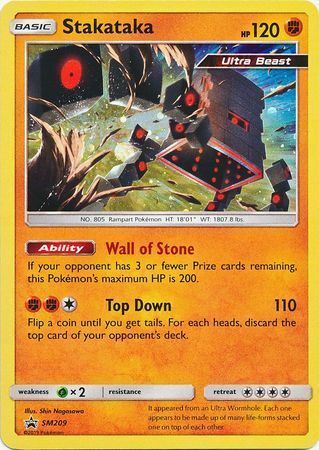 BASIC Stakataka HP 120
Ultra Beast
NO. 805 Rampart Pokémon HT: 18'01" WT: 1807.8 lbs.
Ability Wall of Stone
If your opponent has 3 or fewer Prize cards remaining,
this Pokémon's maximum HP is 200.
Top Down 110
Flip a coin until you get tails. For each heads, discard the
top card of your opponent's deck.
weakness ×2 resistance retreat
Illus. Shin Nagasawa
SM209
©2019 Pokémon
It appeared from an Ultra Wormhole. Each one
appears to be made up of many life-forms stacked
one on top of each other.